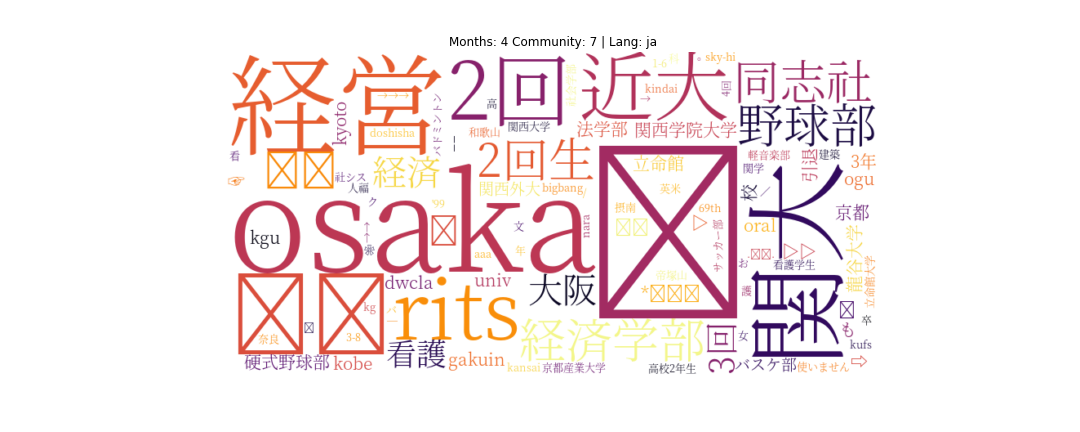 Months: 4 Community: 7 | Lang: ja
経営
2回
近大
同志社
野球部
kyoto
doshisha
バドミントン
高
関西大学
和歌山
kindai
1-6
sky-hi
4回
法学部
関西学院大学
看
経済
社シス
人福
ク
2回生
関西外大
bigbang
立命館
英米
摂南
69th
関学
軽音楽部
建築
引退
3年
ogu
校
京都
osaka
kgu
'99
aaa
文
年
nara
サッカー部
oral
関大
お
看護学生
龍谷大学
立命館大学
dwcla
univ
大阪
rits
kg
奈良
3-8
経済学部
3回
女
も
卒
kufs
硬式野球部
kobe
看護
gakuin
kansai
京都産業大学
高校2年生
バスケ部
使いません